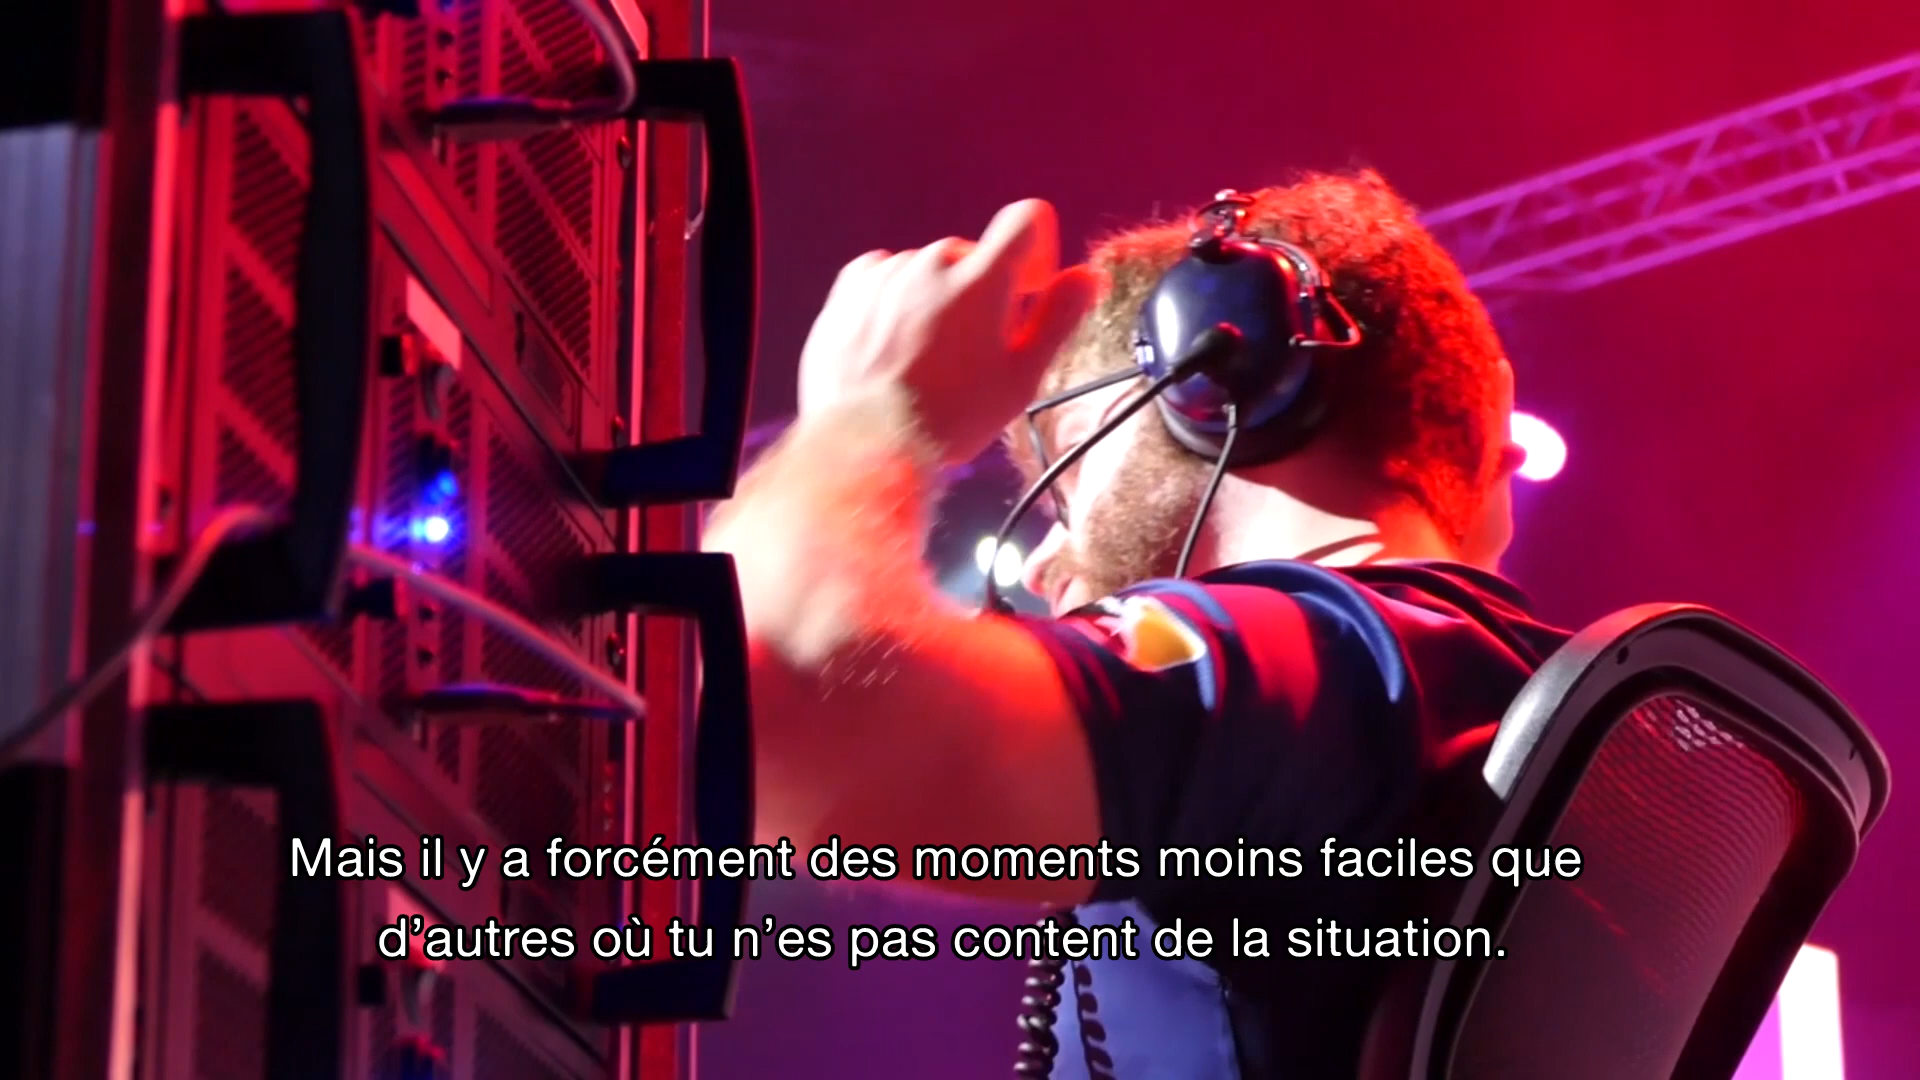 Mais il y a forcément des moments moins faciles que
d’autres où tu n’es pas content de la situation.